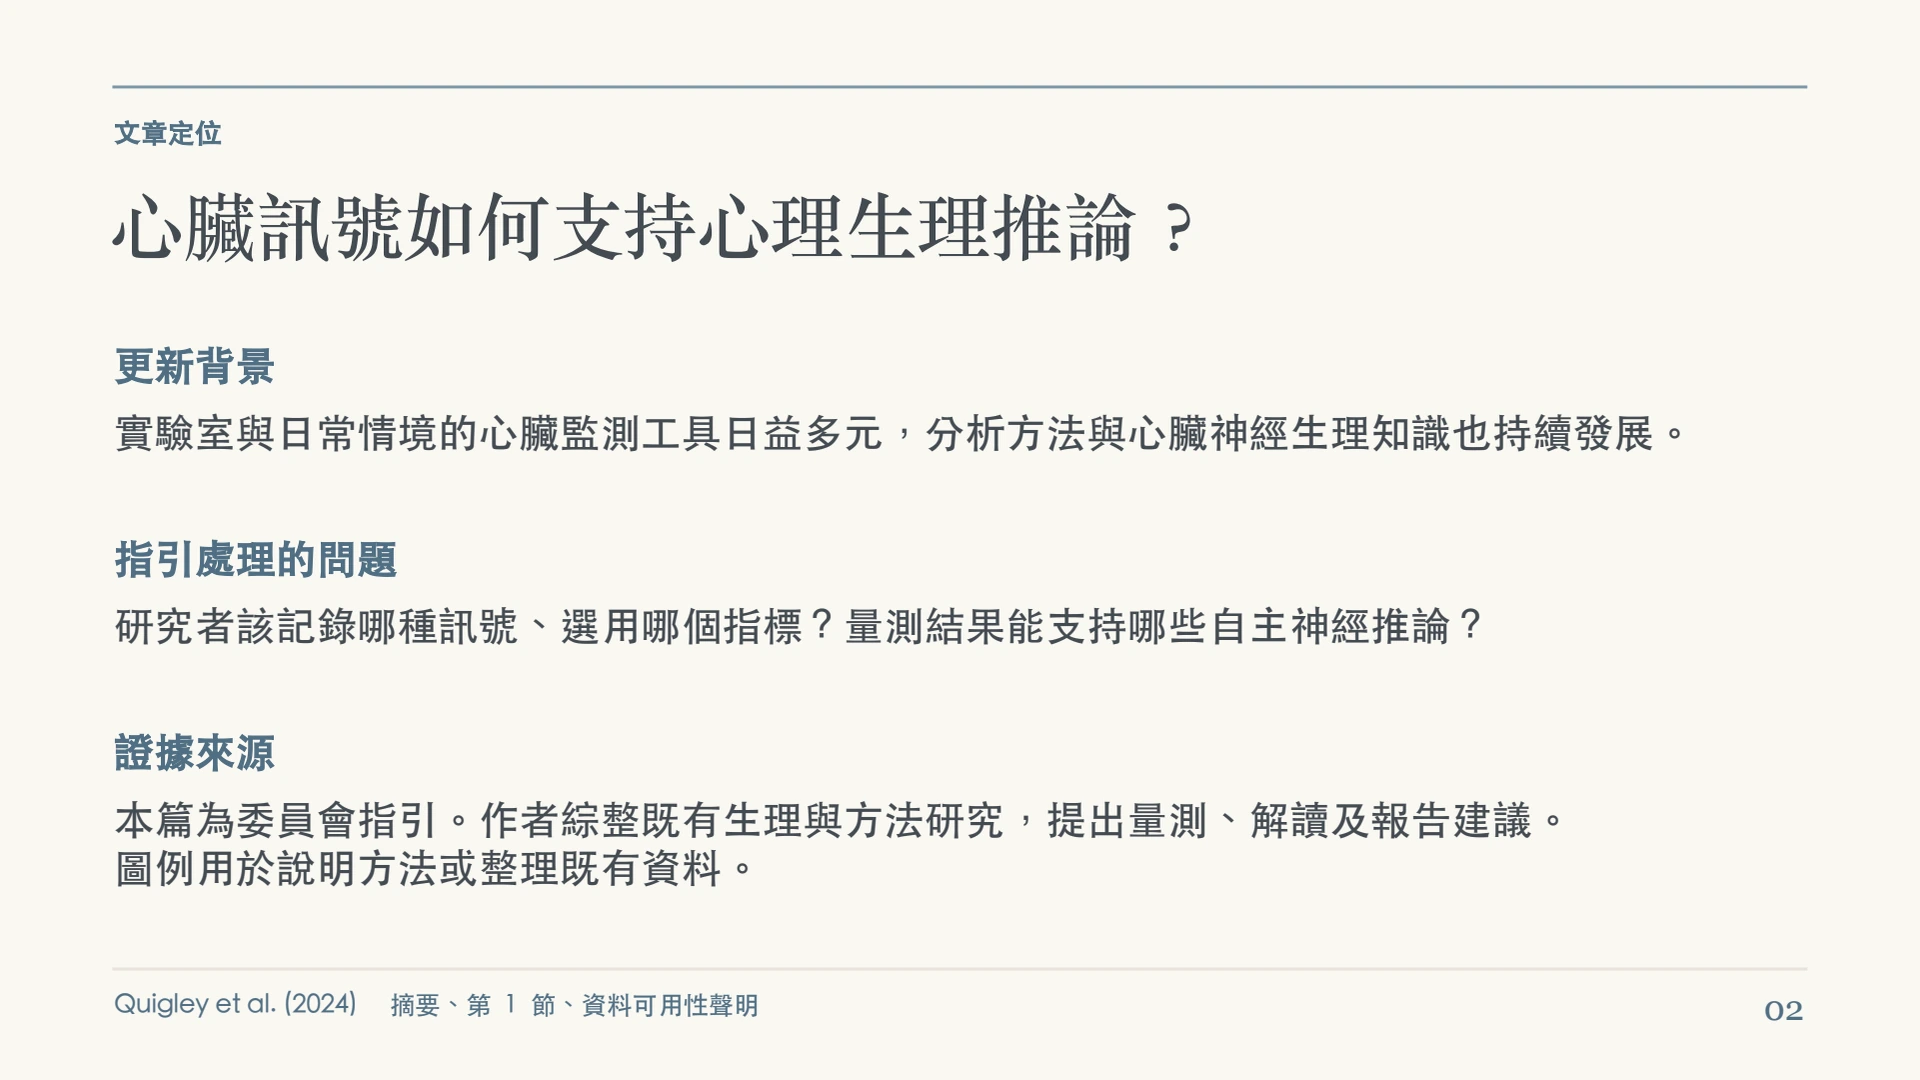 文章定位
心臟訊號如何支持心理生理推論？
更新背景
實驗室與日常情境的心臟監測工具日益多元，分析方法與心臟神經生理知識也持續發展。
指引處理的問題
研究者該記錄哪種訊號、選用哪個指標？量測結果能支持哪些自主神經推論？
證據來源
本篇為委員會指引。作者綜整既有生理與方法研究，提出量測、解讀及報告建議。
圖例用於說明方法或整理既有資料。
Quigley et al. (2024)　摘要、第 1 節、資料可用性聲明
02